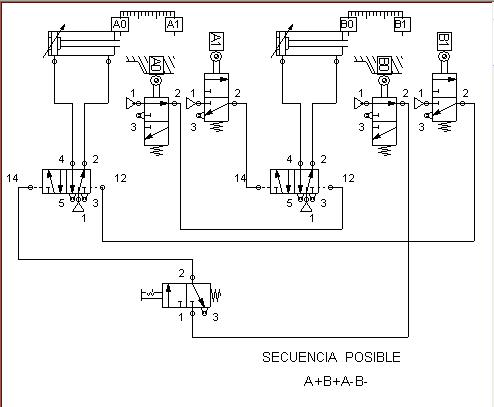 A0 A1 B0 B1
A0 A1 B0 B1
1 2 1 2 1 2 1 2
3 3 3 3
4 2 4 2
14 12 14 12
5 3 5 3
1 1
2
1 3
SECUENCIA POSIBLE
A+B+A-B-